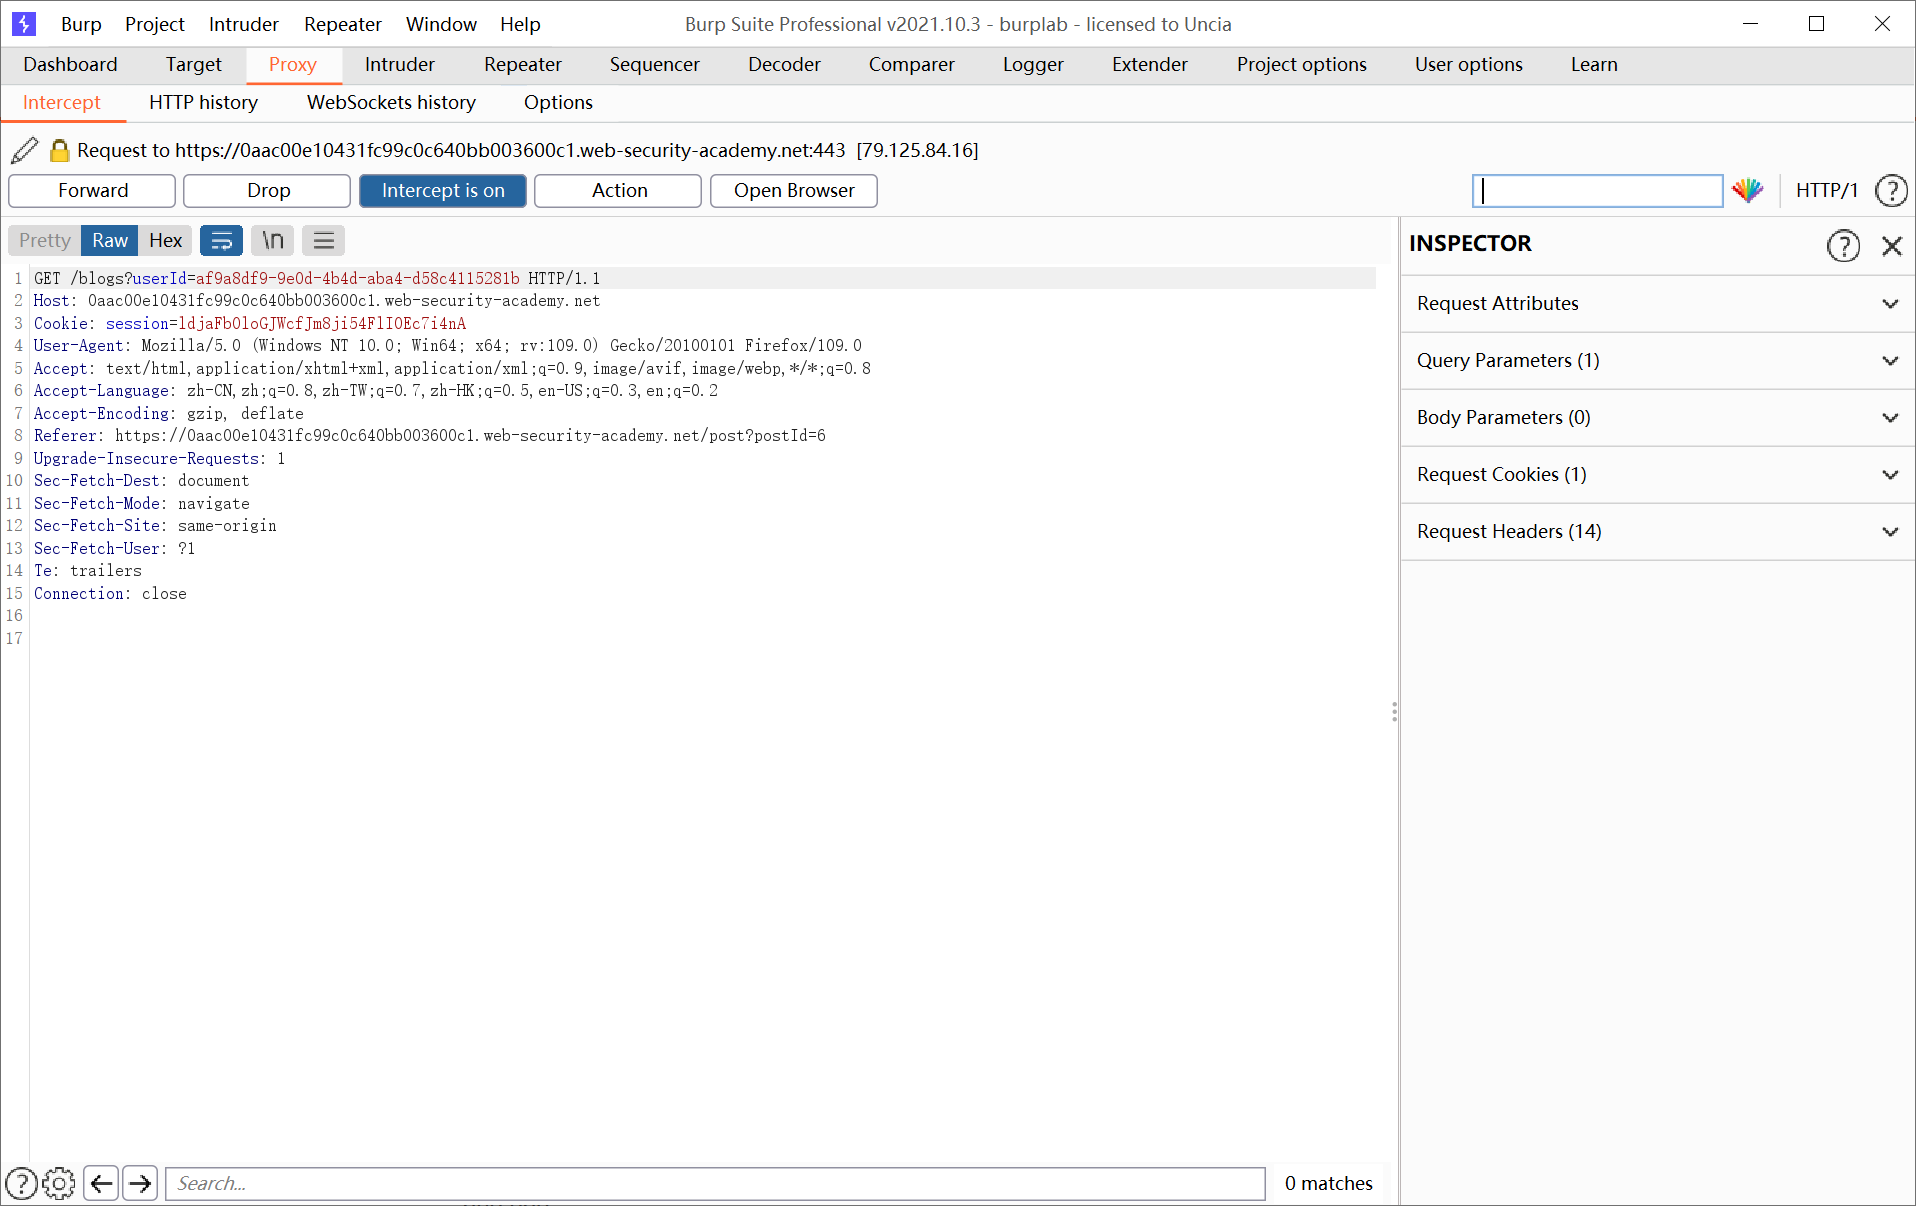 Burp Project Intruder Repeater Window Help Burp Suite Professional v2021.10.3 - burplab - licensed to Uncia
Dashboard Target Proxy Intruder Repeater Sequencer Decoder Comparer Logger Extender Project options User options Learn
Intercept HTTP history WebSockets history Options
Request to https://0aac00e10431fc99c0c640bb003600c1.web-security-academy.net:443 [79.125.84.16]
Forward Drop Intercept is on Action Open Browser HTTP/1 ?
Pretty Raw Hex \n INSPECTOR ?
1 GET /blogs?userId=af9a8df9-9e0d-4b4d-aba4-d58c4115281b HTTP/1.1
2 Host: 0aac00e10431fc99c0c640bb003600c1.web-security-academy.net
3 Cookie: session=ldjaFb0loGJWcfJm8ji54FlI0Ec7i4nA
4 User-Agent: Mozilla/5.0 (Windows NT 10.0; Win64; x64; rv:109.0) Gecko/20100101 Firefox/109.0
5 Accept: text/html,application/xhtml+xml,application/xml;q=0.9,image/avif,image/webp,*/*;q=0.8
6 Accept-Language: zh-CN,zh;q=0.8,zh-TW;q=0.7,zh-HK;q=0.5,en-US;q=0.3,en;q=0.2
7 Accept-Encoding: gzip, deflate
8 Referer: https://0aac00e10431fc99c0c640bb003600c1.web-security-academy.net/post?postId=6
9 Upgrade-Insecure-Requests: 1
10 Sec-Fetch-Dest: document
11 Sec-Fetch-Mode: navigate
12 Sec-Fetch-Site: same-origin
13 Sec-Fetch-User: ?1
14 Te: trailers
15 Connection: close
16
17
Request Attributes
Query Parameters (1)
Body Parameters (0)
Request Cookies (1)
Request Headers (14)
? Search... 0 matches